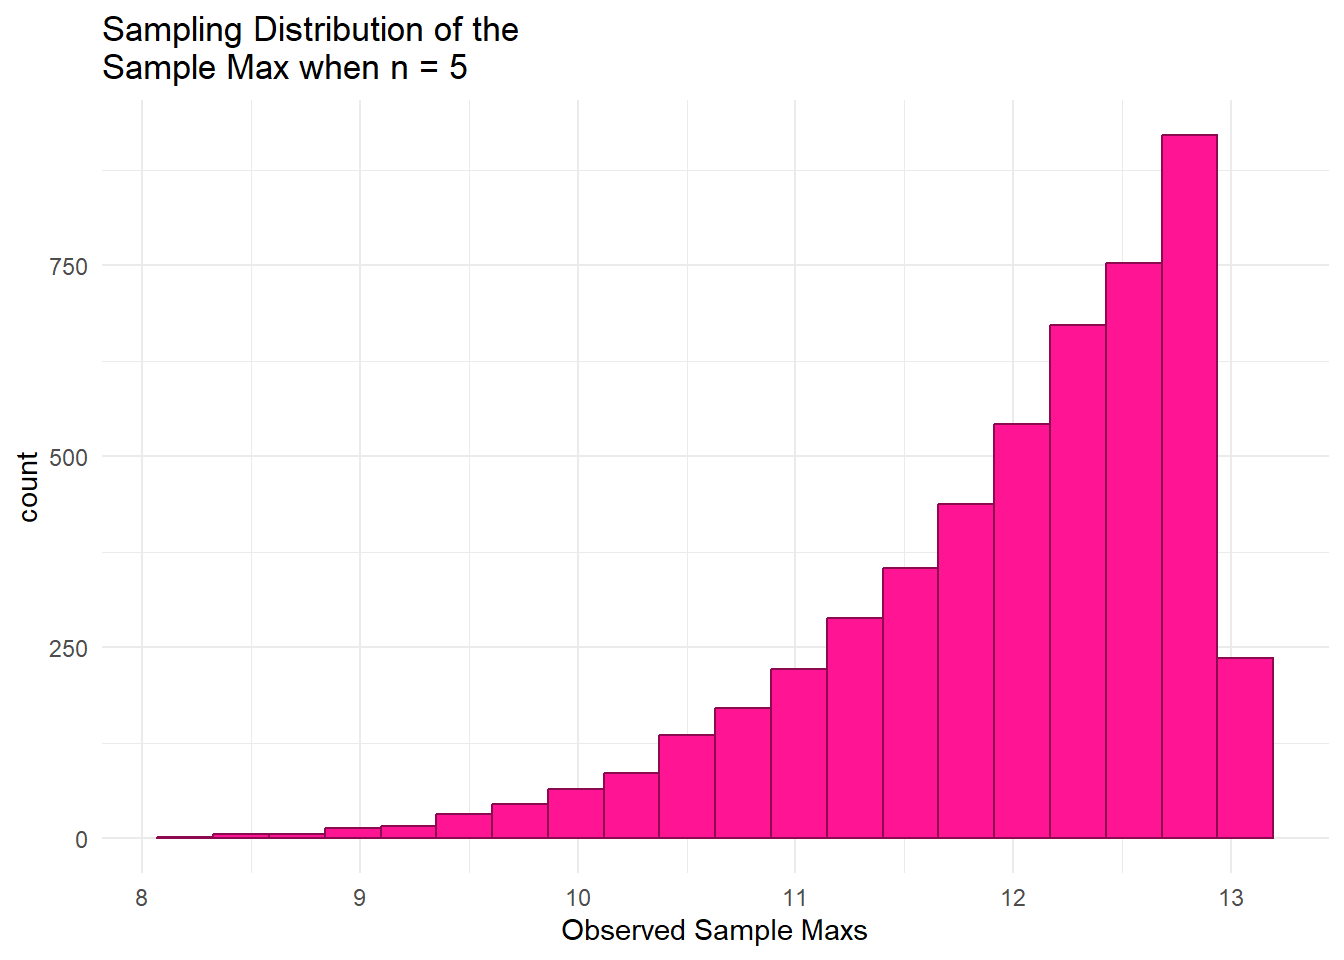 Sampling Distribution of the
Sample Max when n = 5
count
750
500
250
0
8 9 10 11 12 13
Observed Sample Maxs